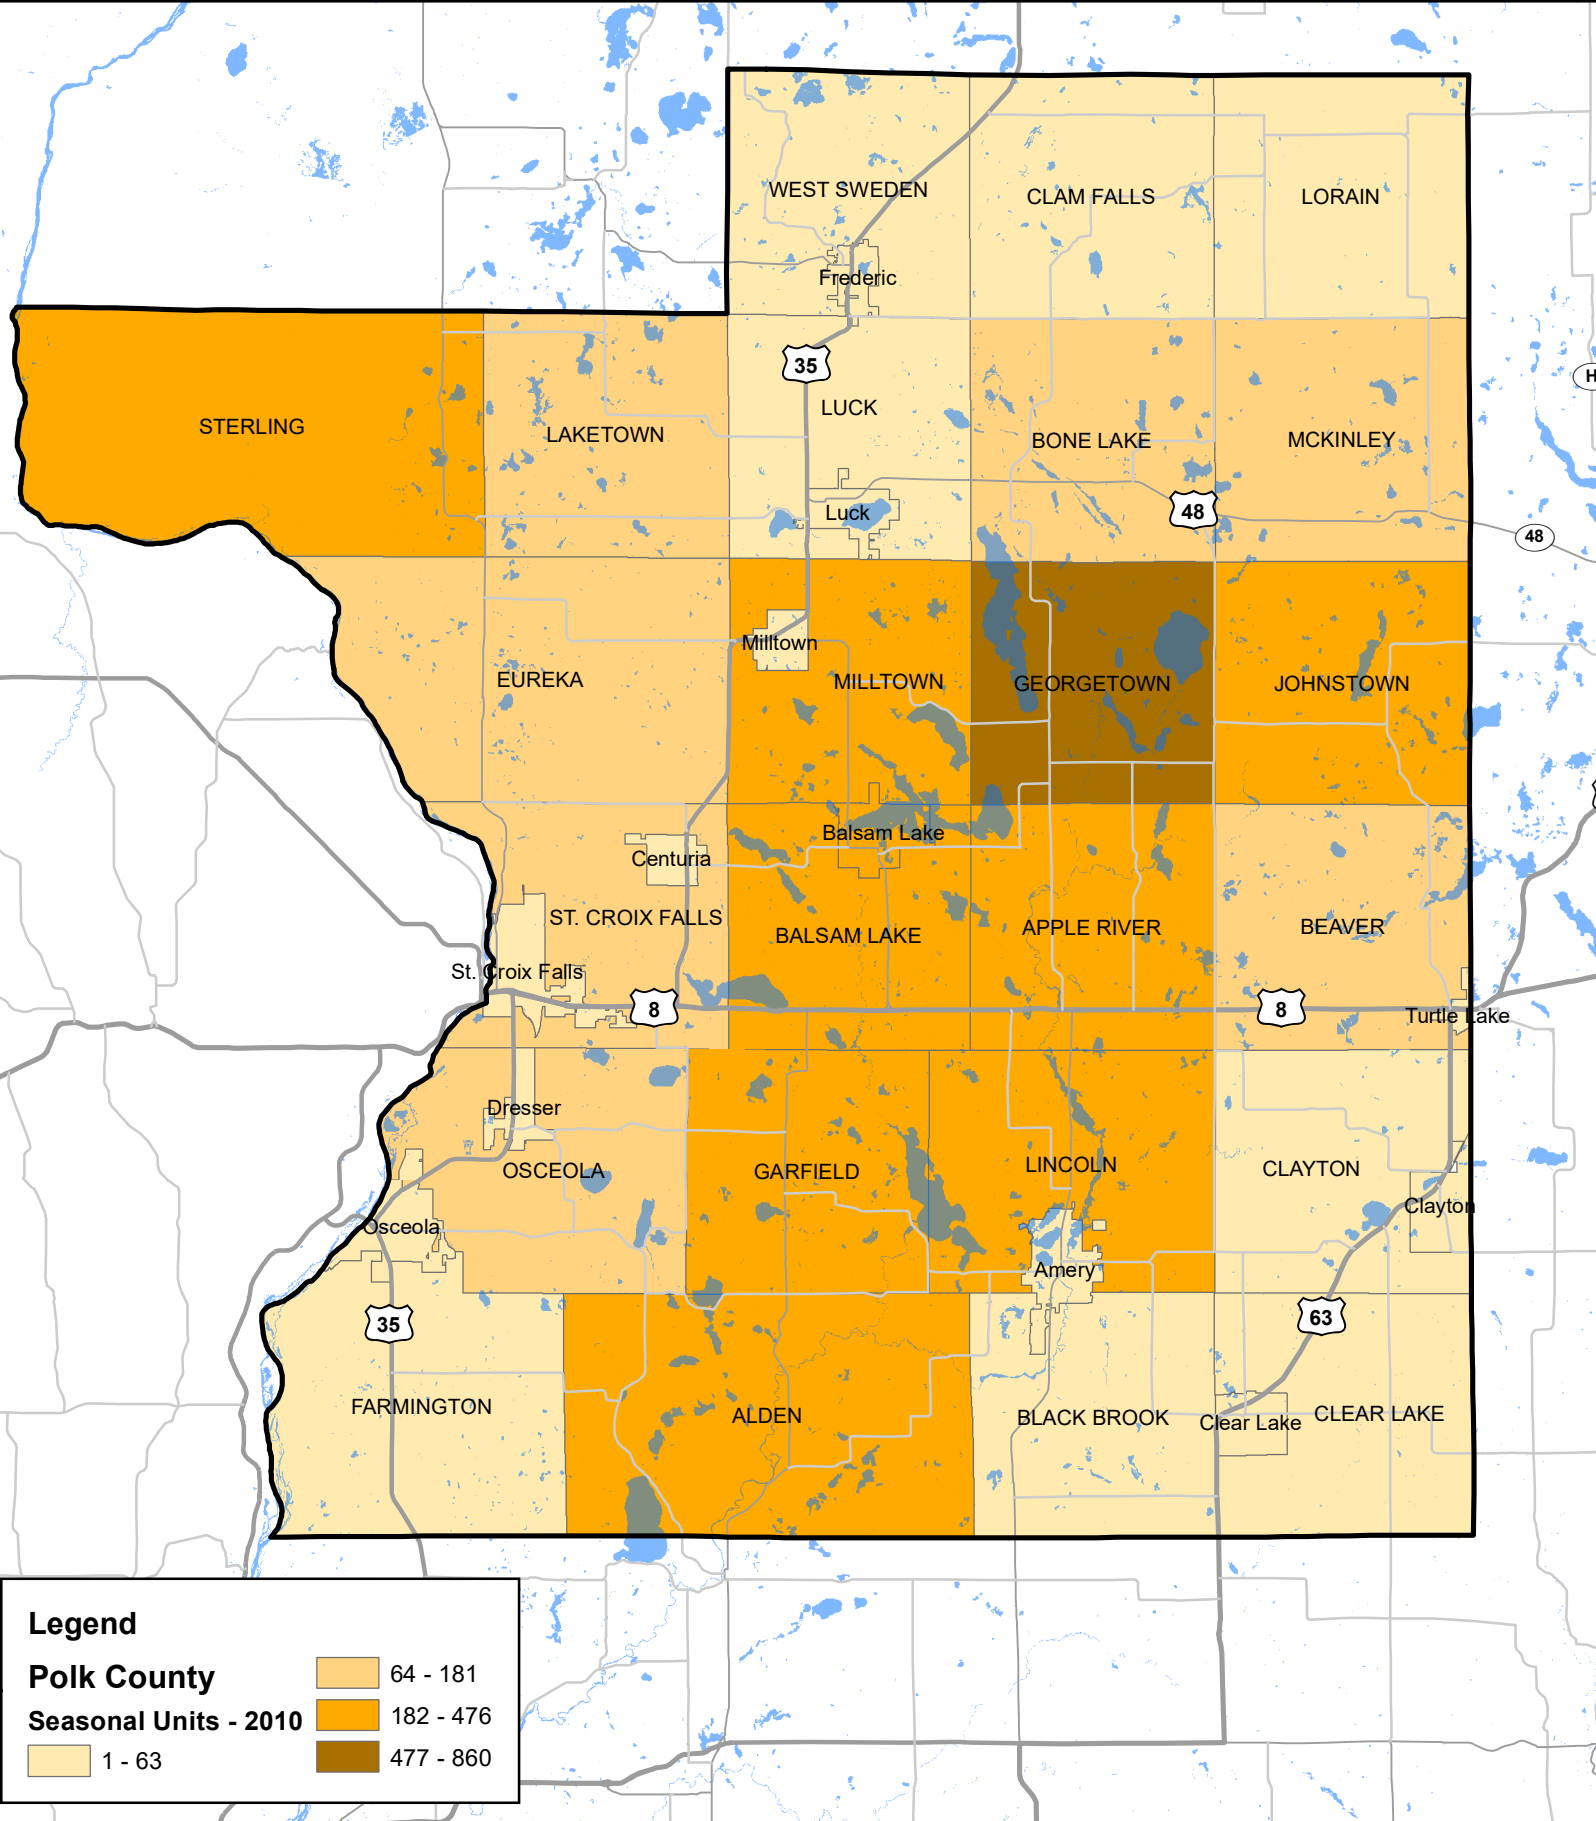 WEST SWEDEN
CLAM FALLS
LORAIN
Frederic
35
H
STERLING
LAKETOWN
LUCK
BONE LAKE
MCKINLEY
Luck
48
48
Milltown
EUREKA
MILLTOWN
GEORGETOWN
JOHNSTOWN
Balsam Lake
Centuria
ST. CROIX FALLS
BALSAM LAKE
APPLE RIVER
BEAVER
St. Croix Falls
8
8
Turtle Lake
Dresser
OSCEOLA
GARFIELD
LINCOLN
CLAYTON
Clayton
Osceola
Amery
35
63
FARMINGTON
ALDEN
BLACK BROOK
Clear Lake
CLEAR LAKE
Legend
Polk County
Seasonal Units - 2010
1 - 63
64 - 181
182 - 476
477 - 860